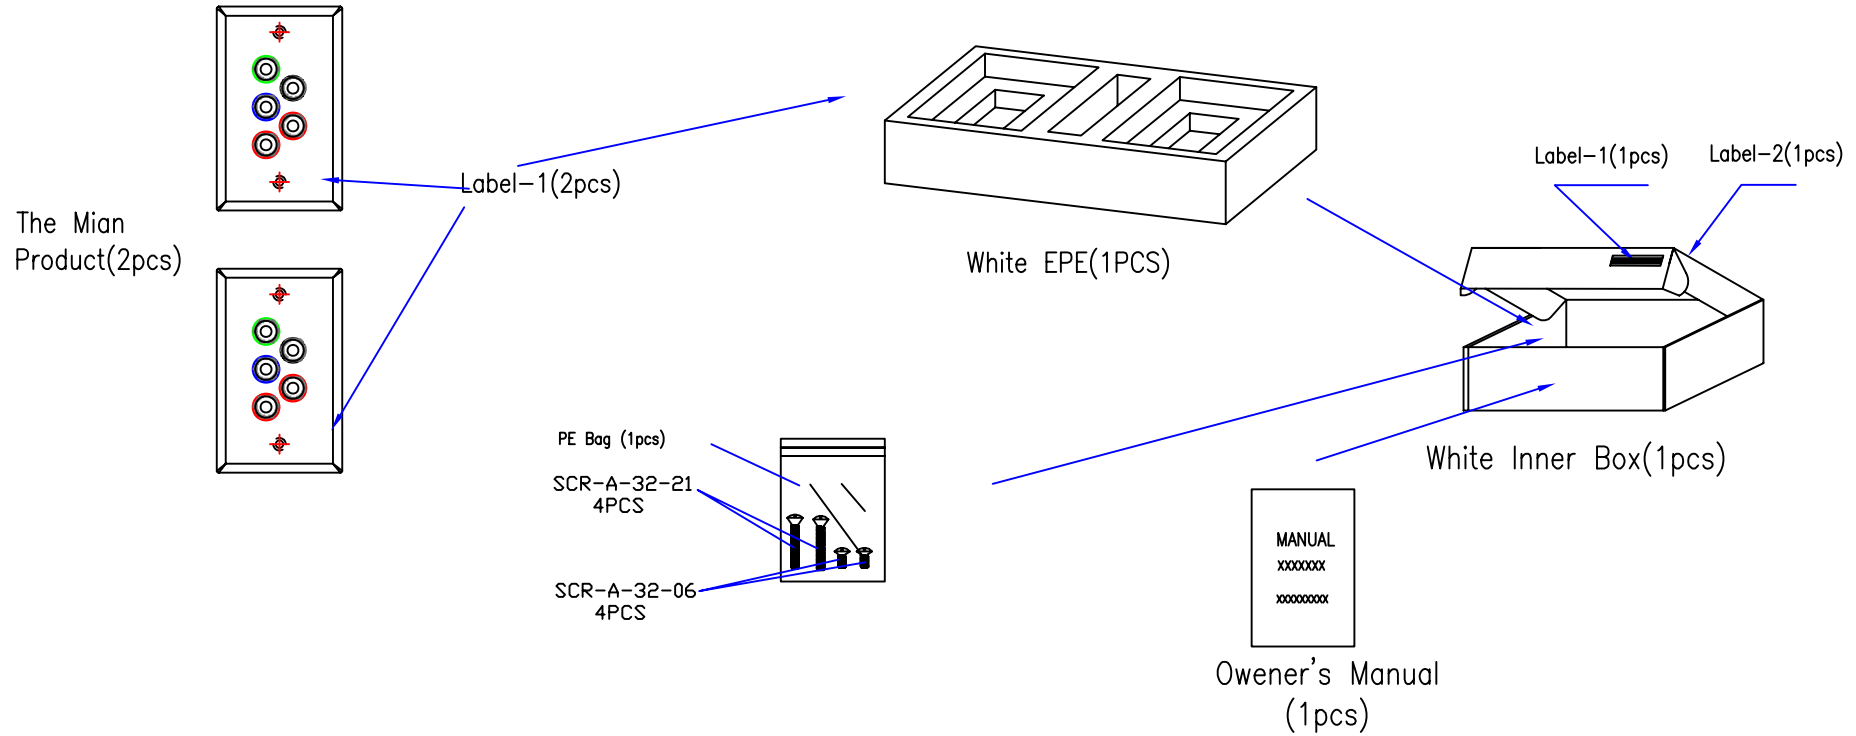 The Mian
Product(2pcs)
Label-1(2pcs)
White EPE(1PCS)
Label-1(1pcs)
Label-2(1pcs)
White Inner Box(1pcs)
PE Bag (1pcs)
SCR-A-32-21
4PCS
SCR-A-32-06
4PCS
MANUAL
XXXXXXX
XXXXXXXXX
Owener's Manual
(1pcs)